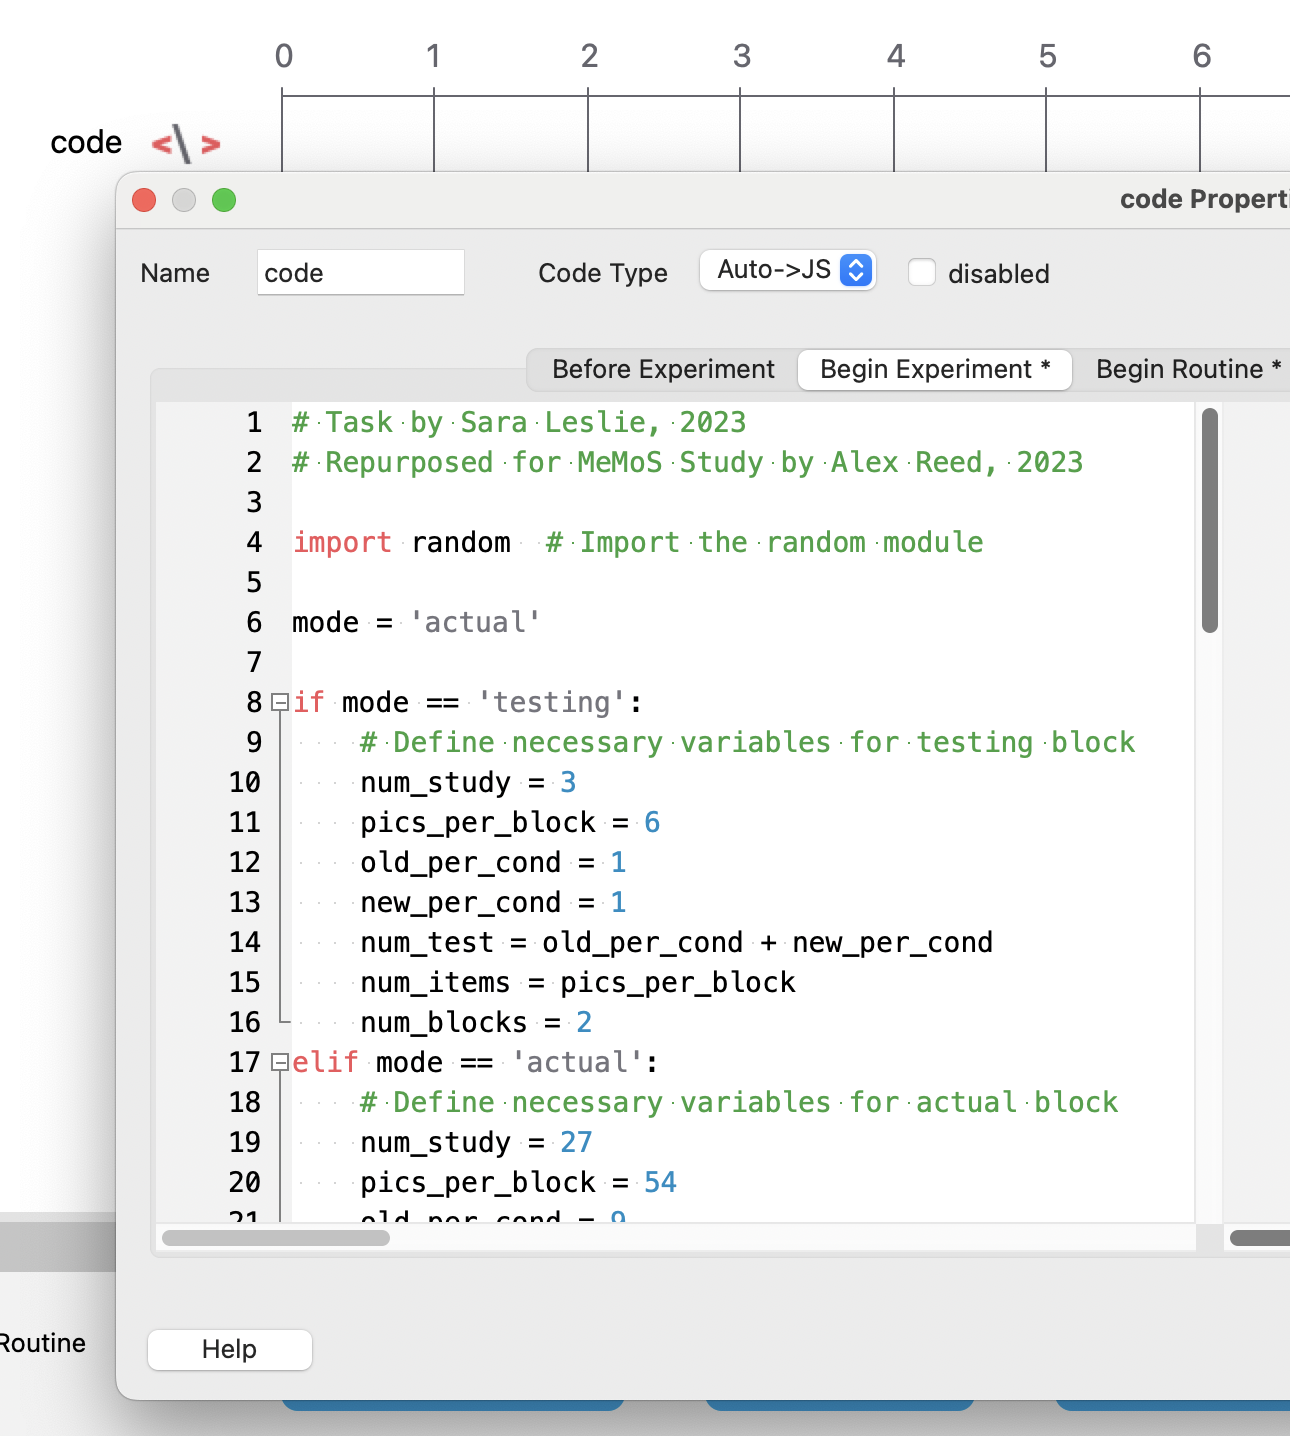 0 1 2 3 4 5 6
code <\>
code Properti
Name code Code Type Auto->JS disabled
Before Experiment Begin Experiment * Begin Routine *
1 # Task by Sara Leslie, 2023
2 # Repurposed for MeMoS Study by Alex Reed, 2023
3
4 import random  # Import the random module
5
6 mode = 'actual'
7
8 if mode == 'testing':
9     # Define necessary variables for testing block
10     num_study = 3
11     pics_per_block = 6
12     old_per_cond = 1
13     new_per_cond = 1
14     num_test = old_per_cond + new_per_cond
15     num_items = pics_per_block
16     num_blocks = 2
17 elif mode == 'actual':
18     # Define necessary variables for actual block
19     num_study = 27
20     pics_per_block = 54
21     old_per_cond = 9
Routine
Help